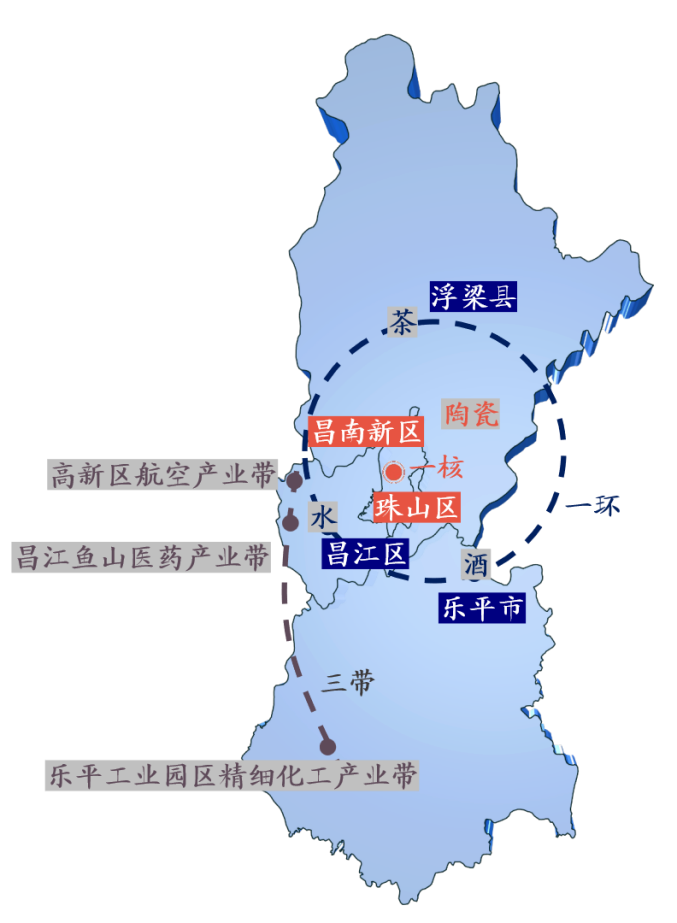 浮梁县
茶
陶瓷
昌南新区
一核
高新区航空产业带
珠山区
一环
水
昌江区
昌江鱼山医药产业带
酒
乐平市
三带
乐平工业园区精细化工产业带